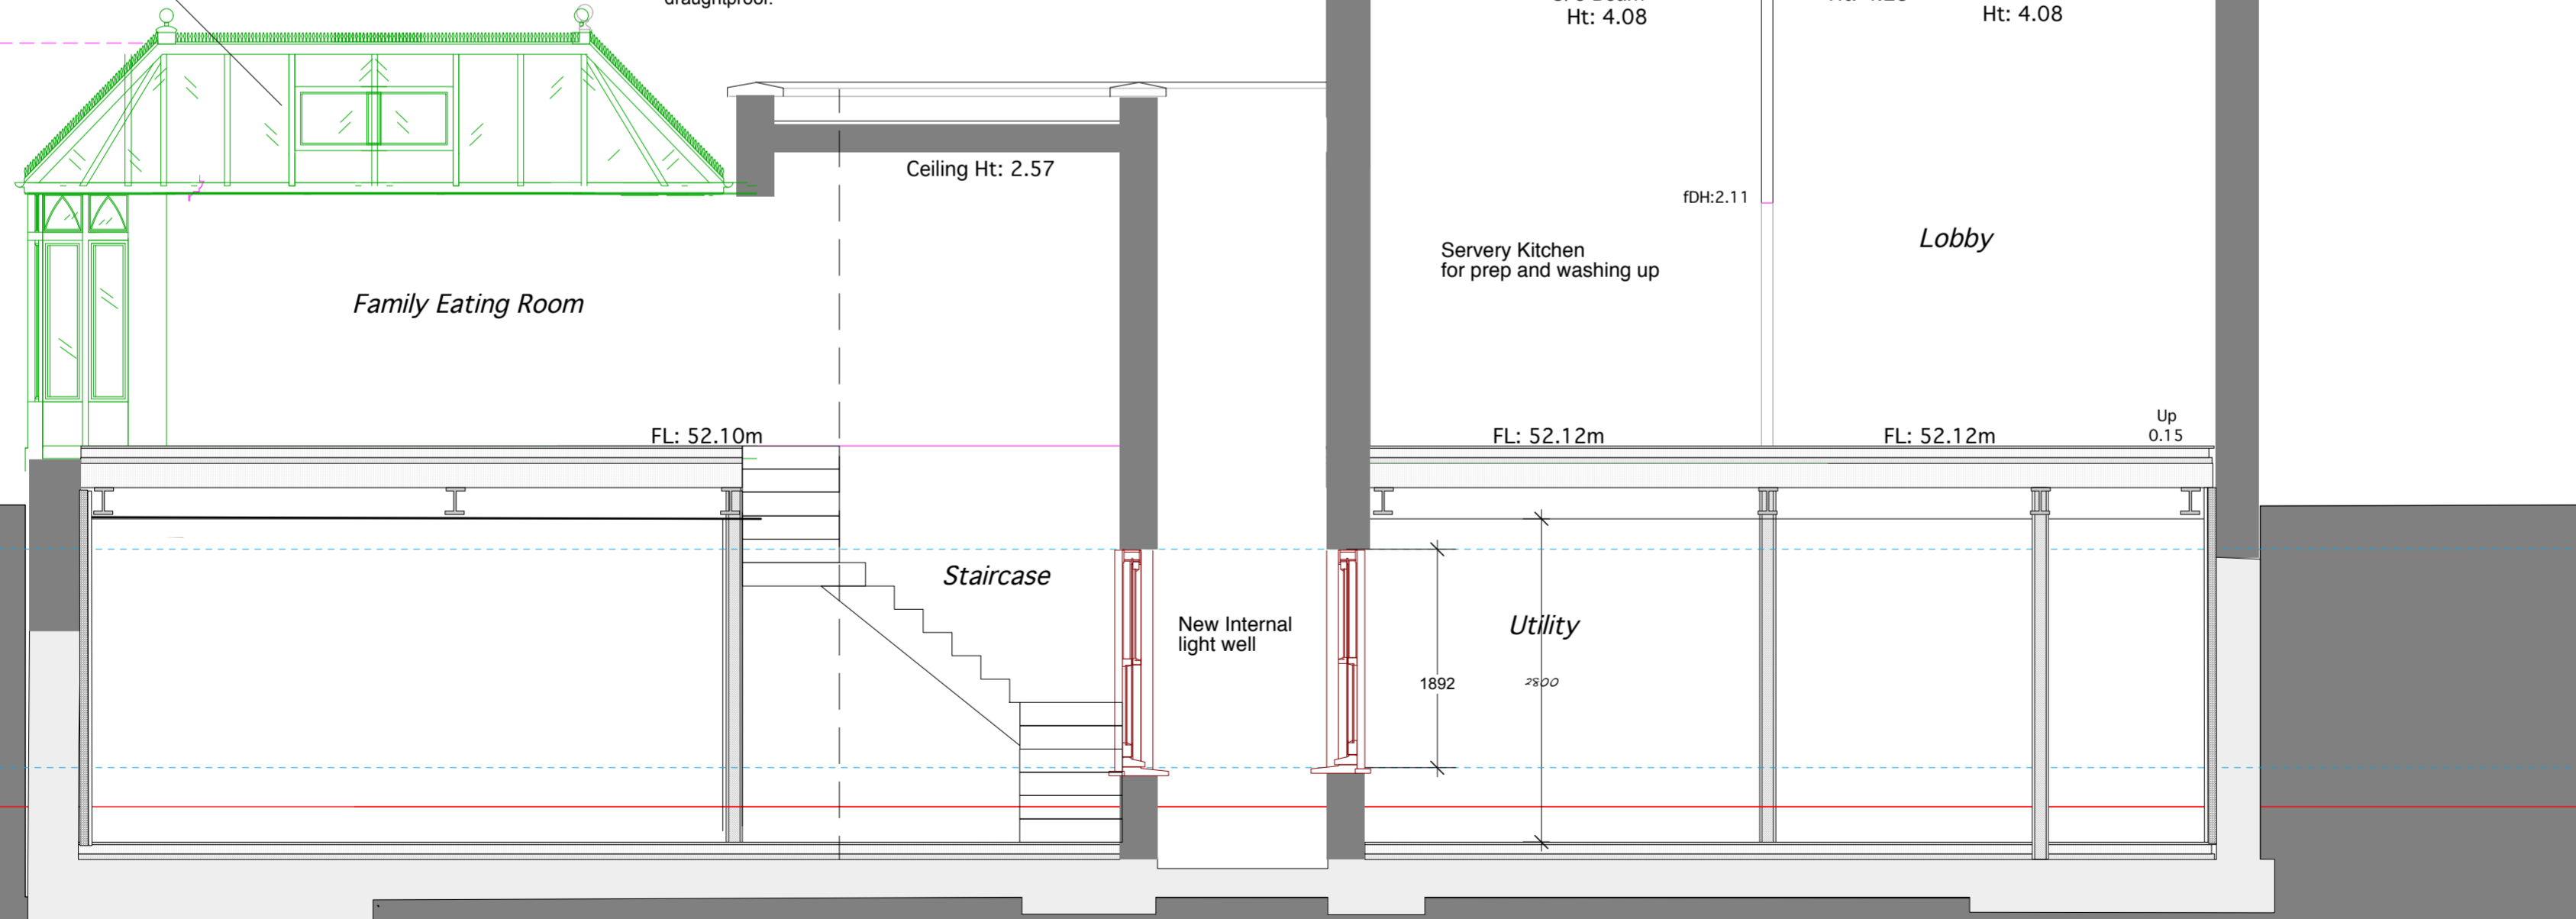 draughtproof.
Ht: 4.08
Ht: 4.08
Ceiling Ht: 2.57
fDH:2.11
Servery Kitchen
for prep and washing up
Lobby
Family Eating Room
FL: 52.10m
FL: 52.12m
FL: 52.12m
Up
0.15
Staircase
New Internal
light well
Utility
1892
2800